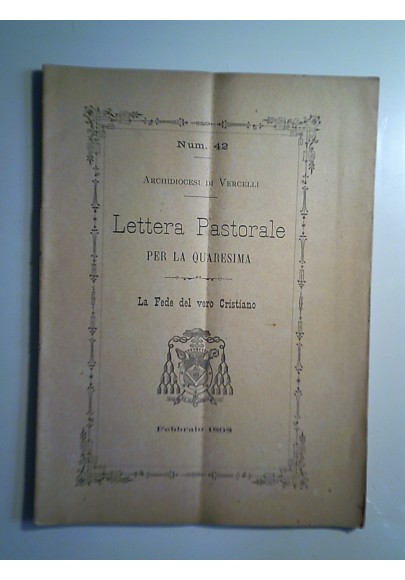 Num. 42
ARCHIDIOCESI DI VERCELLI
Lettera Pastorale
PER LA QUARESIMA
La Fede del vero Cristiano
Febbraio